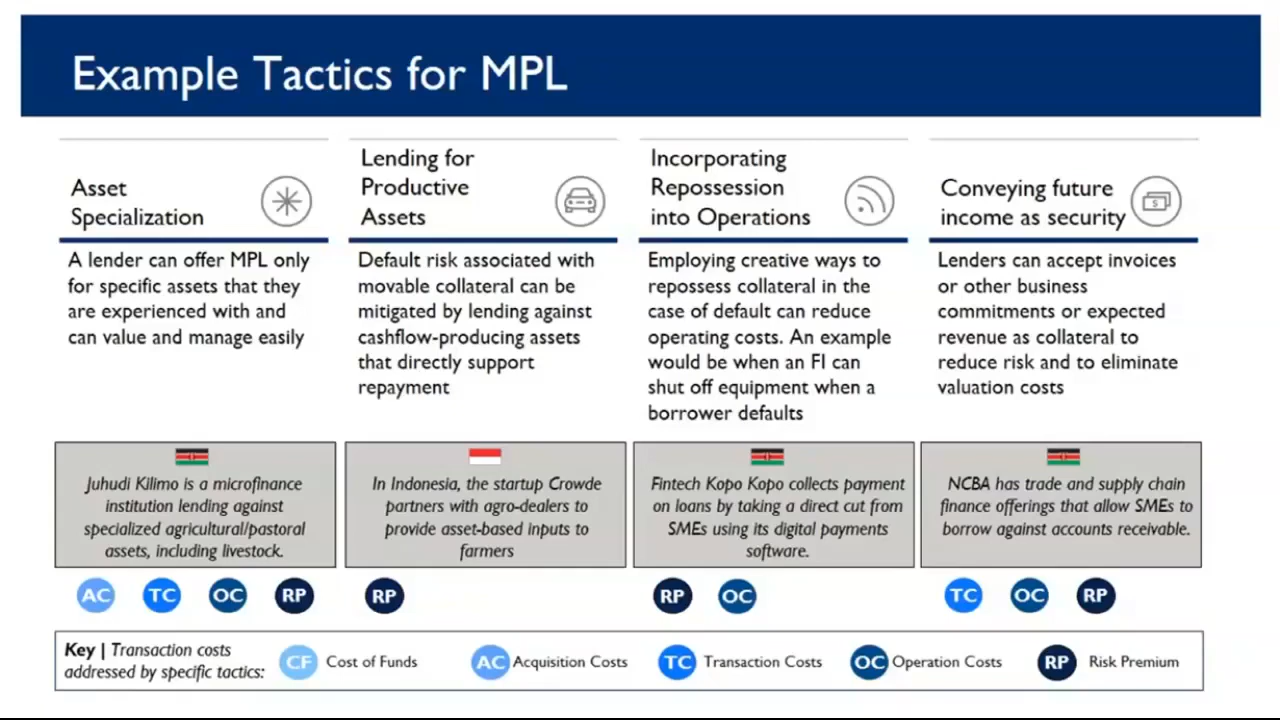 Example Tactics for MPL
Asset
Specialization
A lender can offer MPL only
for specific assets that they
are experienced with and
can value and manage easily
Juhudi Kilimo is a microfinance
institution lending against
specialized agricultural/pastoral
assets, including livestock.
AC TC OC RP
Lending for
Productive
Assets
Default risk associated with
movable collateral can be
mitigated by lending against
cashflow-producing assets
that directly support
repayment
In Indonesia, the startup Crowde
partners with agro-dealers to
provide asset-based inputs to
farmers
RP
Incorporating
Repossession
into Operations
Employing creative ways to
repossess collateral in the
case of default can reduce
operating costs. An example
would be when an FI can
shut off equipment when a
borrower defaults
Fintech Kopo Kopo collects payment
on loans by taking a direct cut from
SMEs using its digital payments
software.
RP OC
Conveying future
income as security
$
Lenders can accept invoices
or other business
commitments or expected
revenue as collateral to
reduce risk and to eliminate
valuation costs
NCBA has trade and supply chain
finance offerings that allow SMEs to
borrow against accounts receivable.
TC OC RP
Key | Transaction costs
addressed by specific tactics:
CF Cost of Funds
AC Acquisition Costs
TC Transaction Costs
OC Operation Costs
RP Risk Premium